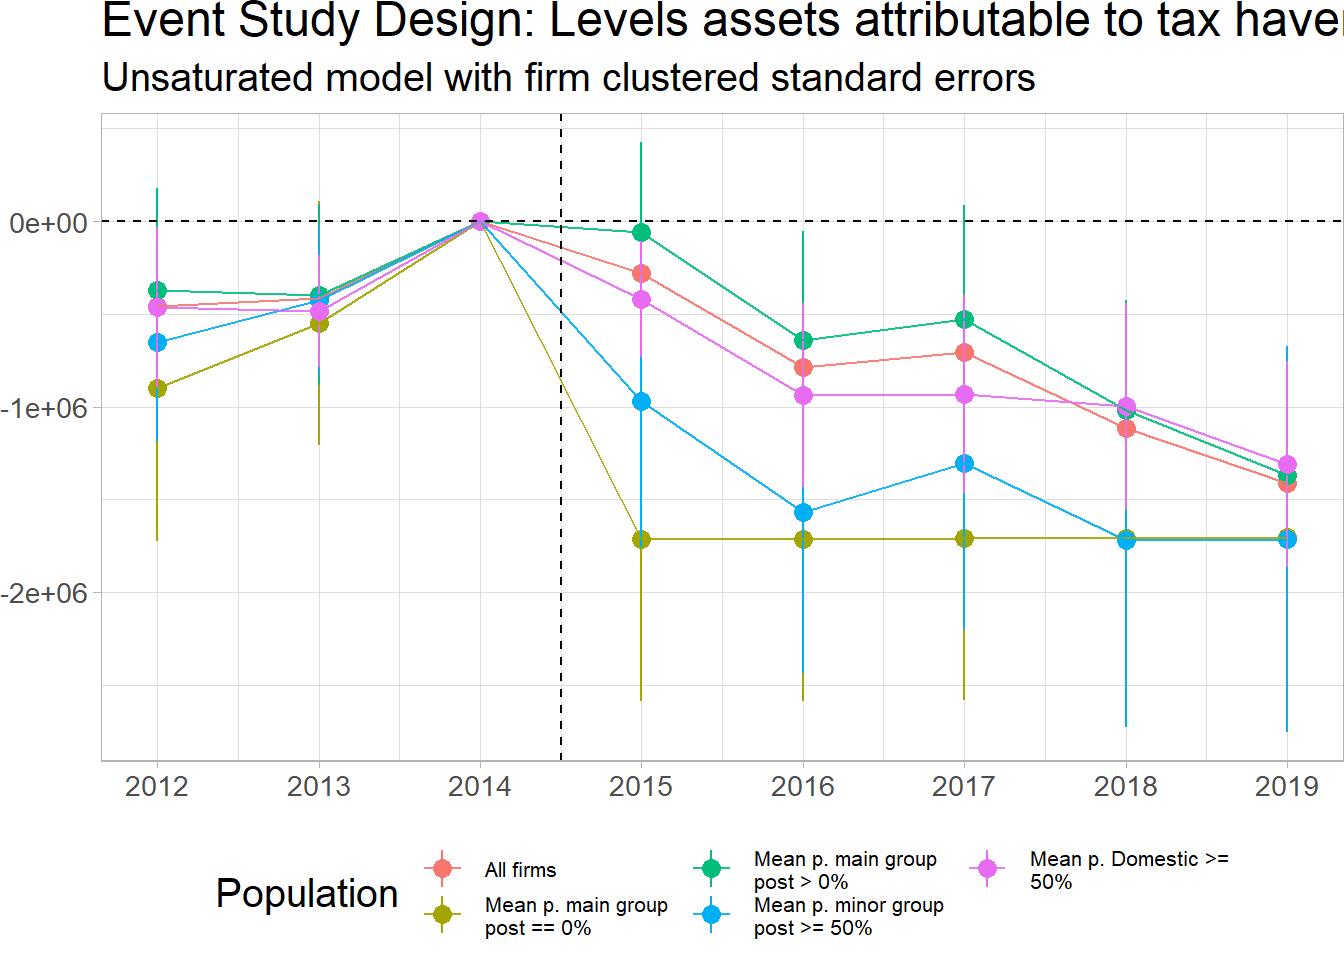 Event Study Design: Levels assets attributable to tax haven
Unsaturated model with firm clustered standard errors
0e+00
-1e+06
-2e+06
2012 2013 2014 2015 2016 2017 2018 2019
Population
All firms
Mean p. main group
post == 0%
Mean p. main group
post > 0%
Mean p. minor group
post >= 50%
Mean p. Domestic >=
50%